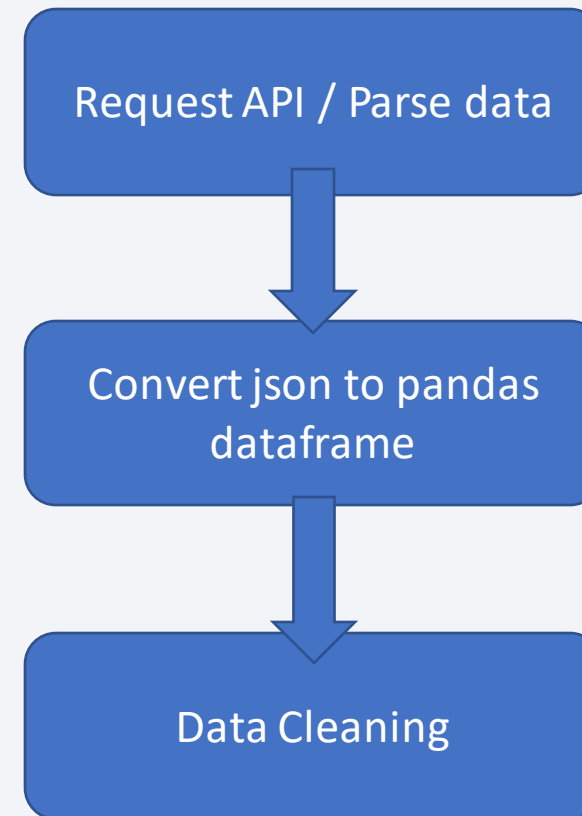 Request API / Parse data
Convert json to pandas
dataframe
Data Cleaning